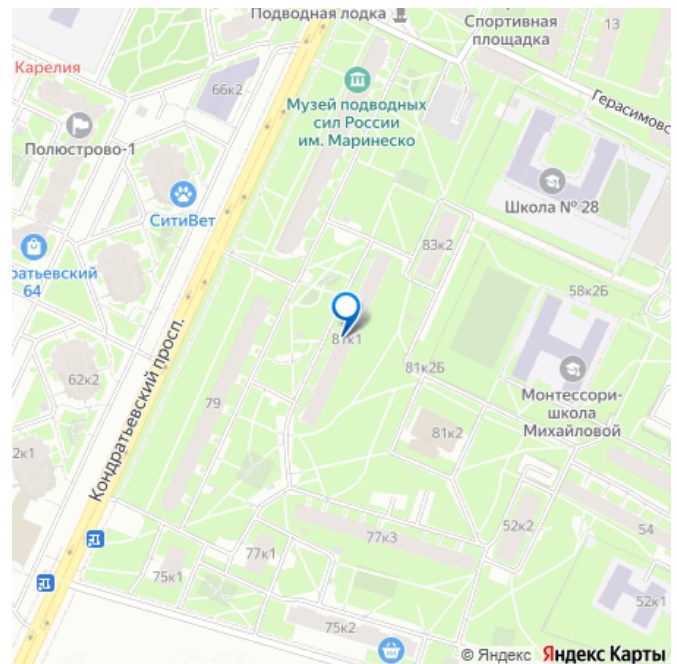 Подводная лодка
Спортивная
площадка
13
Карелия
66к2
Герасимовс
Музей подводных
сил России
им. Маринеско
Полюстрово-1
Школа № 28
СитиВет
83к2
ратьевский
64
58к2Б
81к1
Кондратьевский просп.
81к2Б
62к2
79
Монтессори-
школа
Михайловой
81к2
2к1
77к3
52к2
54
77к1
75к1
52к1
75к2
© Яндекс Яндекс Карты